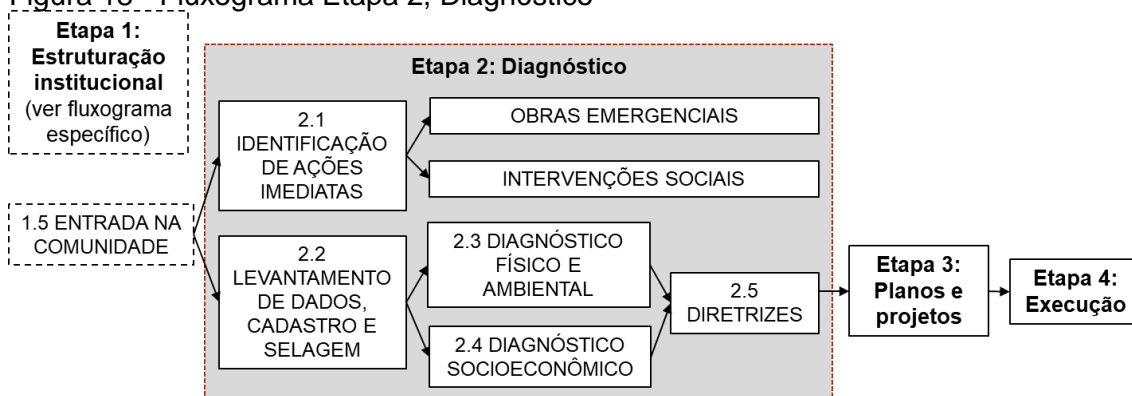 Figura 18 - Fluxograma Etapa 2, Diagnóstico
Etapa 1:
Estruturação
institucional
(ver fluxograma
específico)
1.5 ENTRADA NA
COMUNIDADE
Etapa 2: Diagnóstico
2.1
IDENTIFICAÇÃO
DE AÇÕES
IMEDIATAS
OBRAS EMERGENCIAIS
INTERVENÇÕES SOCIAIS
2.2
LEVANTAMENTO
DE DADOS,
CADASTRO E
SELAGEM
2.3 DIAGNÓSTICO
FÍSICO E
AMBIENTAL
2.4 DIAGNÓSTICO
SOCIOECONÔMICO
2.5
DIRETRIZES
Etapa 3:
Planos e
projetos
Etapa 4:
Execução